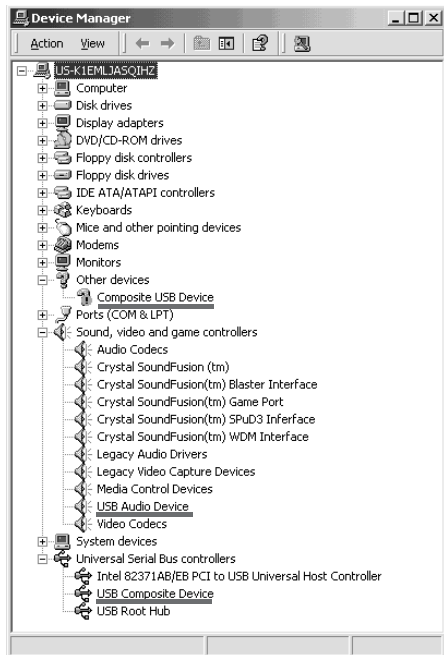 Device Manager
Action View
US-K1EMLJASQIHZ
Computer
Disk drives
Display adapters
DVD/CD-ROM drives
Floppy disk controllers
Floppy disk drives
IDE ATA/ATAPI controllers
Keyboards
Mice and other pointing devices
Modems
Monitors
Other devices
Composite USB Device
Ports (COM & LPT)
Sound, video and game controllers
Audio Codecs
Crystal SoundFusion (tm)
Crystal SoundFusion(tm) Blaster Interface
Crystal SoundFusion(tm) Game Port
Crystal SoundFusion(tm) SPuD3 Inferface
Crystal SoundFusion(tm) WDM Interface
Legacy Audio Drivers
Legacy Video Capture Devices
Media Control Devices
USB Audio Device
Video Codecs
System devices
Universal Serial Bus controllers
Intel 82371AB/EB PCI to USB Universal Host Controller
USB Composite Device
USB Root Hub